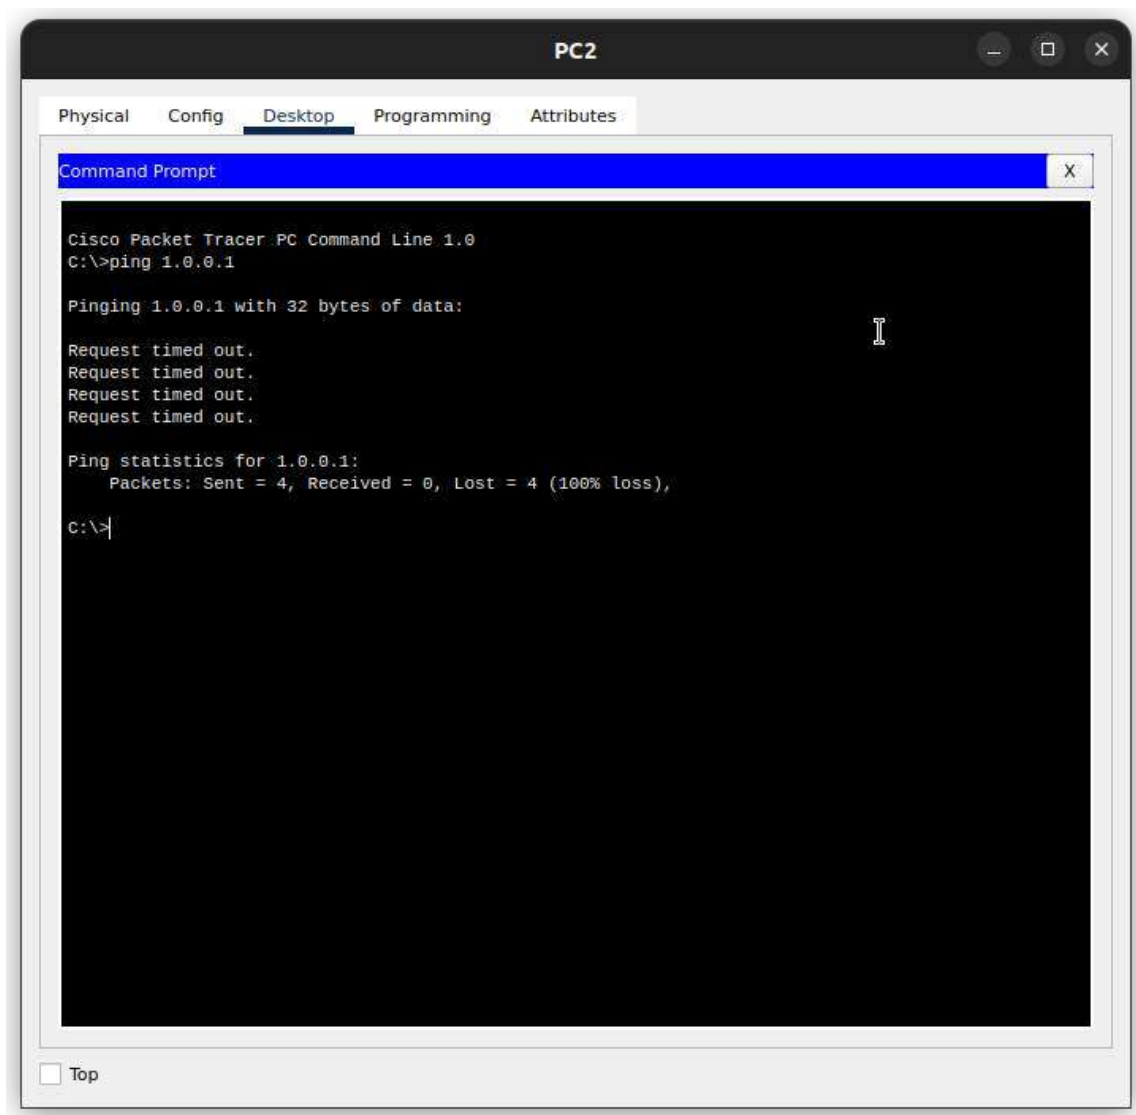 PC2
Physical Config Desktop Programming Attributes
Command Prompt
X
Cisco Packet Tracer PC Command Line 1.0
C:\>ping 1.0.0.1
Pinging 1.0.0.1 with 32 bytes of data:
Request timed out.
Request timed out.
Request timed out.
Request timed out.
Ping statistics for 1.0.0.1:
Packets: Sent = 4, Received = 0, Lost = 4 (100% loss),
C:\>
Top